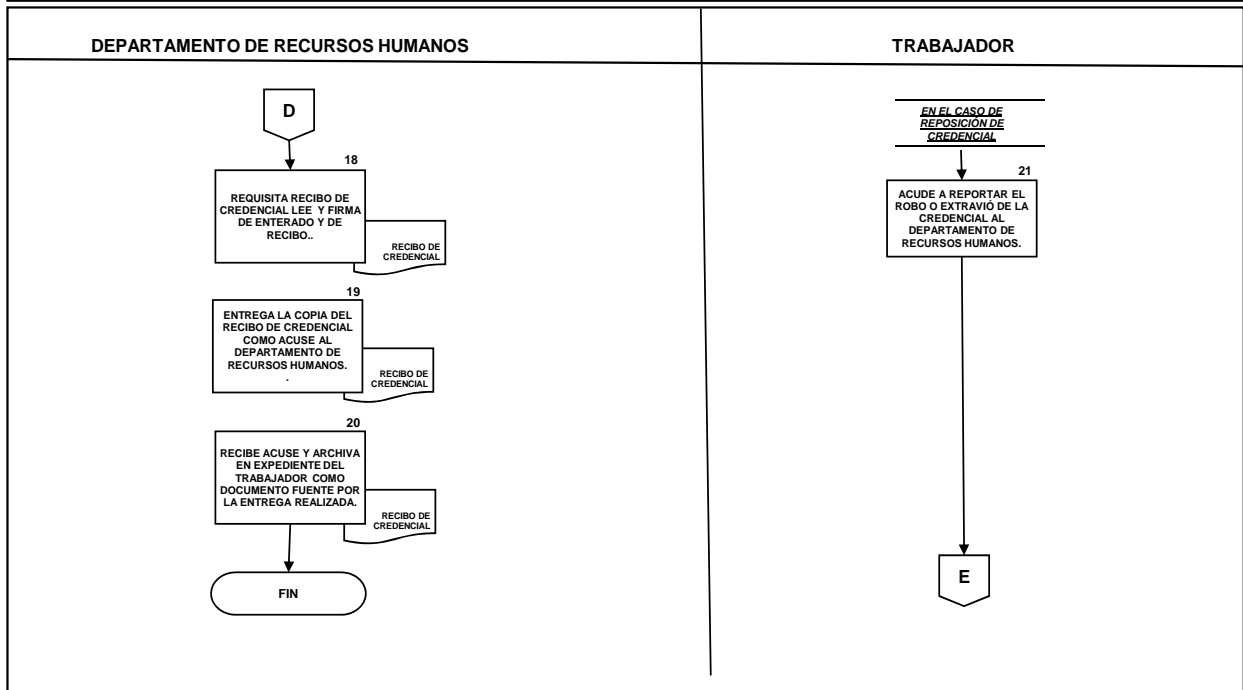 DEPARTAMENTO DE RECURSOS HUMANOS
TRABAJADOR
D
18
REQUISITA RECIBO DE
CREDENCIAL LEE Y FIRMA
DE ENTERADO Y DE
RECIBO..
RECIBO DE
CREDENCIAL
19
ENTREGA LA COPIA DEL
RECIBO DE CREDENCIAL
COMO ACUSE AL
DEPARTAMENTO DE
RECURSOS HUMANOS.
.
RECIBO DE
CREDENCIAL
20
RECIBE ACUSE Y ARCHIVA
EN EXPEDIENTE DEL
TRABAJADOR COMO
DOCUMENTO FUENTE POR
LA ENTREGA REALIZADA.
RECIBO DE
CREDENCIAL
FIN
EN EL CASO DE
REPOSICIÓN DE
CREDENCIAL
21
ACUDE A REPORTAR EL
ROBO O EXTRAVIÓ DE LA
CREDENCIAL AL
DEPARTAMENTO DE
RECURSOS HUMANOS.
E